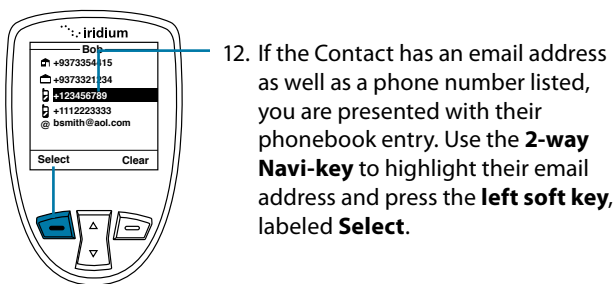 iridium
Bob
+9373354415
+9373321234
+123456789
+1112223333
@ bsmith@aol.com
Select Clear
12. If the Contact has an email address
as well as a phone number listed,
you are presented with their
phonebook entry. Use the 2-way
Navi-key to highlight their email
address and press the left soft key,
labeled Select.